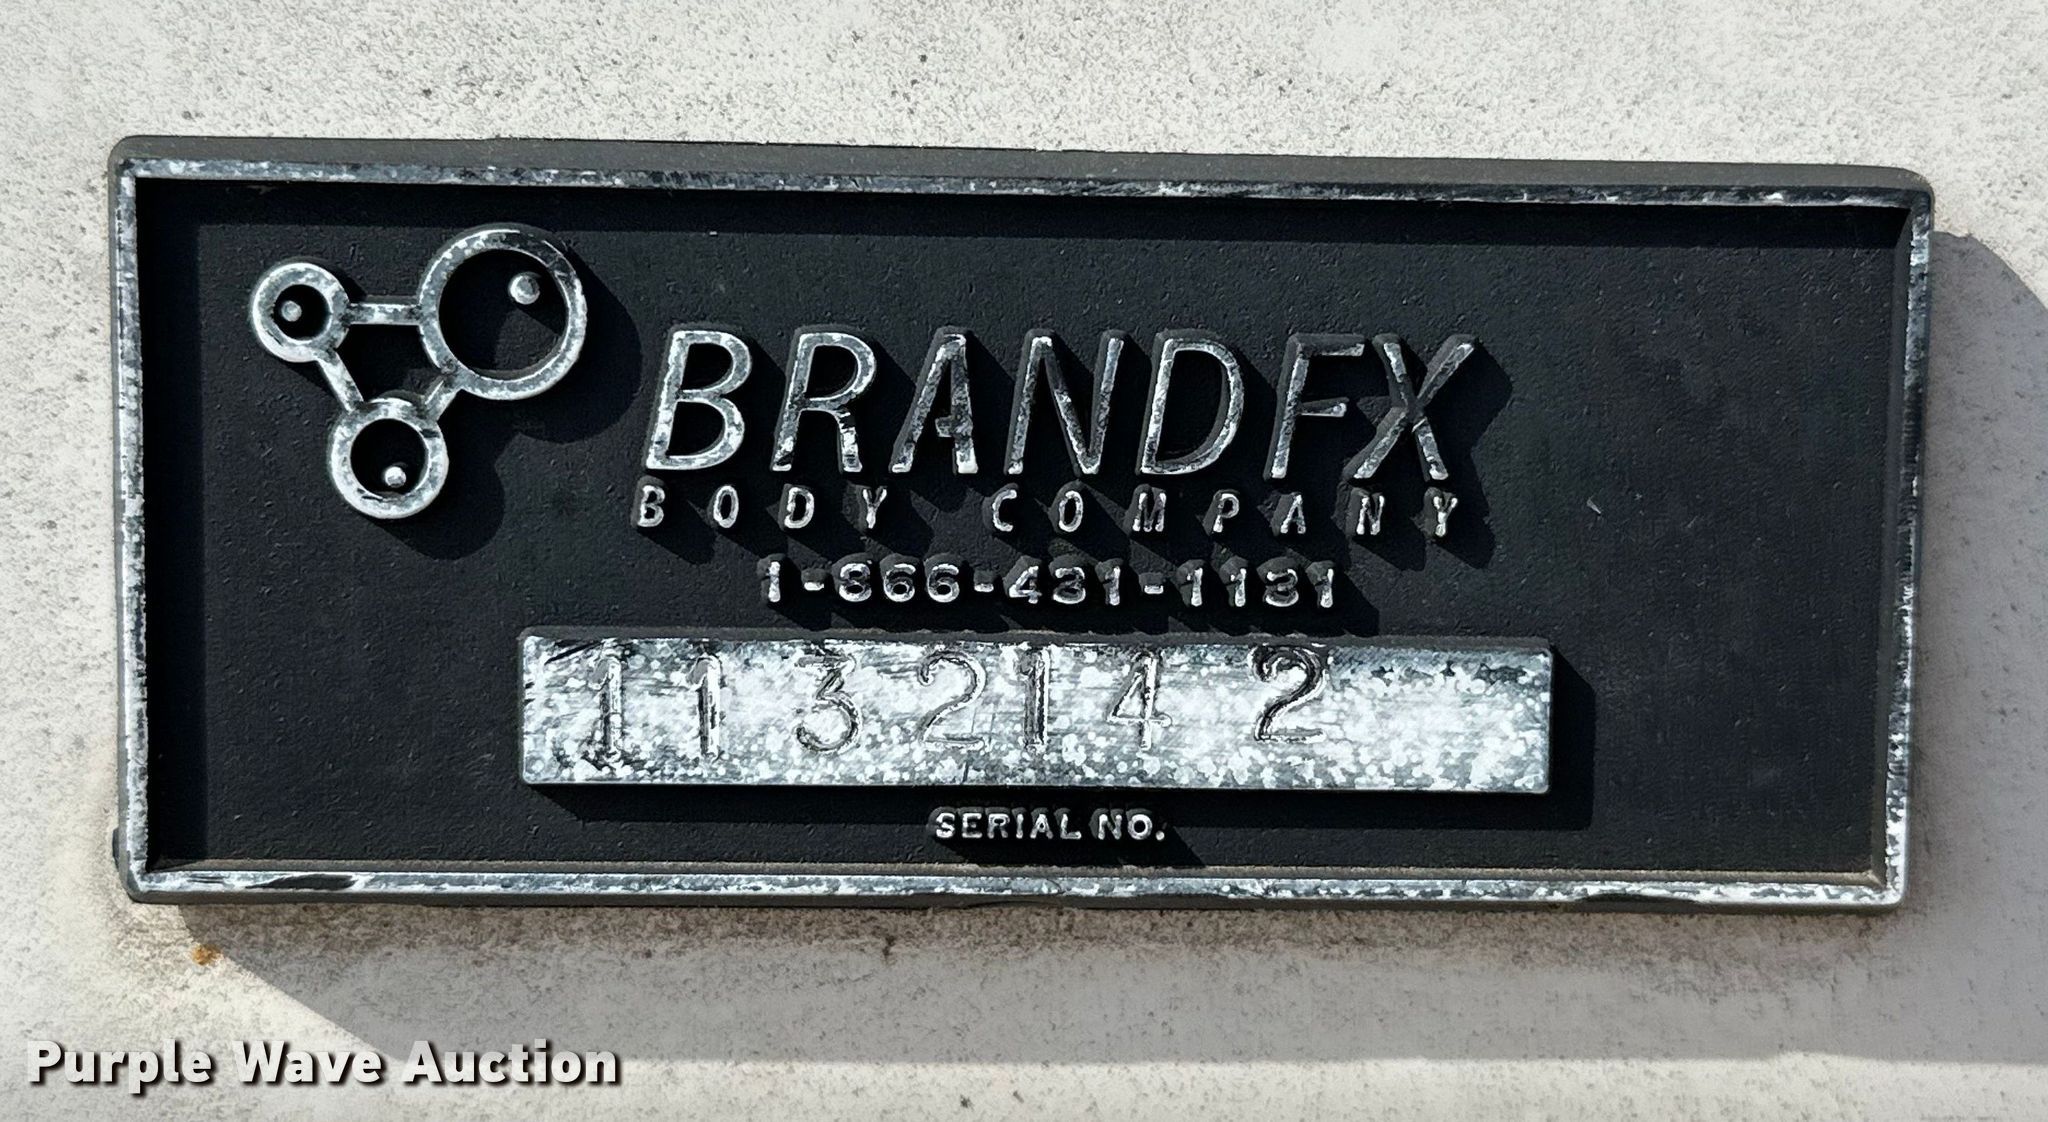 BRANDFX
BODY COMPANY
1-866-431-1131
113214 2
SERIAL NO.
Purple Wave Auction